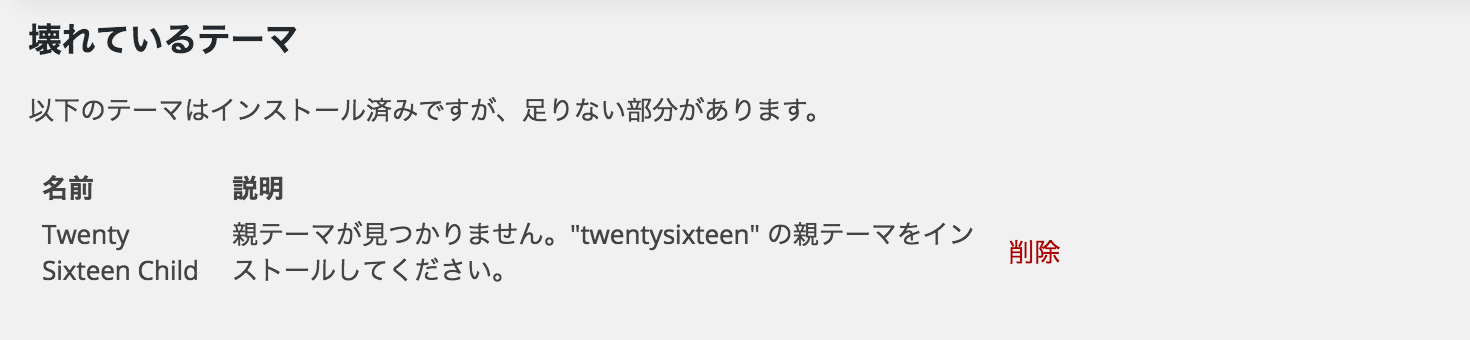 壊れているテーマ
以下のテーマはインストール済みですが、足りない部分があります。
名前 説明
Twenty 親テーマが見つかりません。"twentysixteen" の親テーマをイン
Sixteen Child ストールしてください。
削除